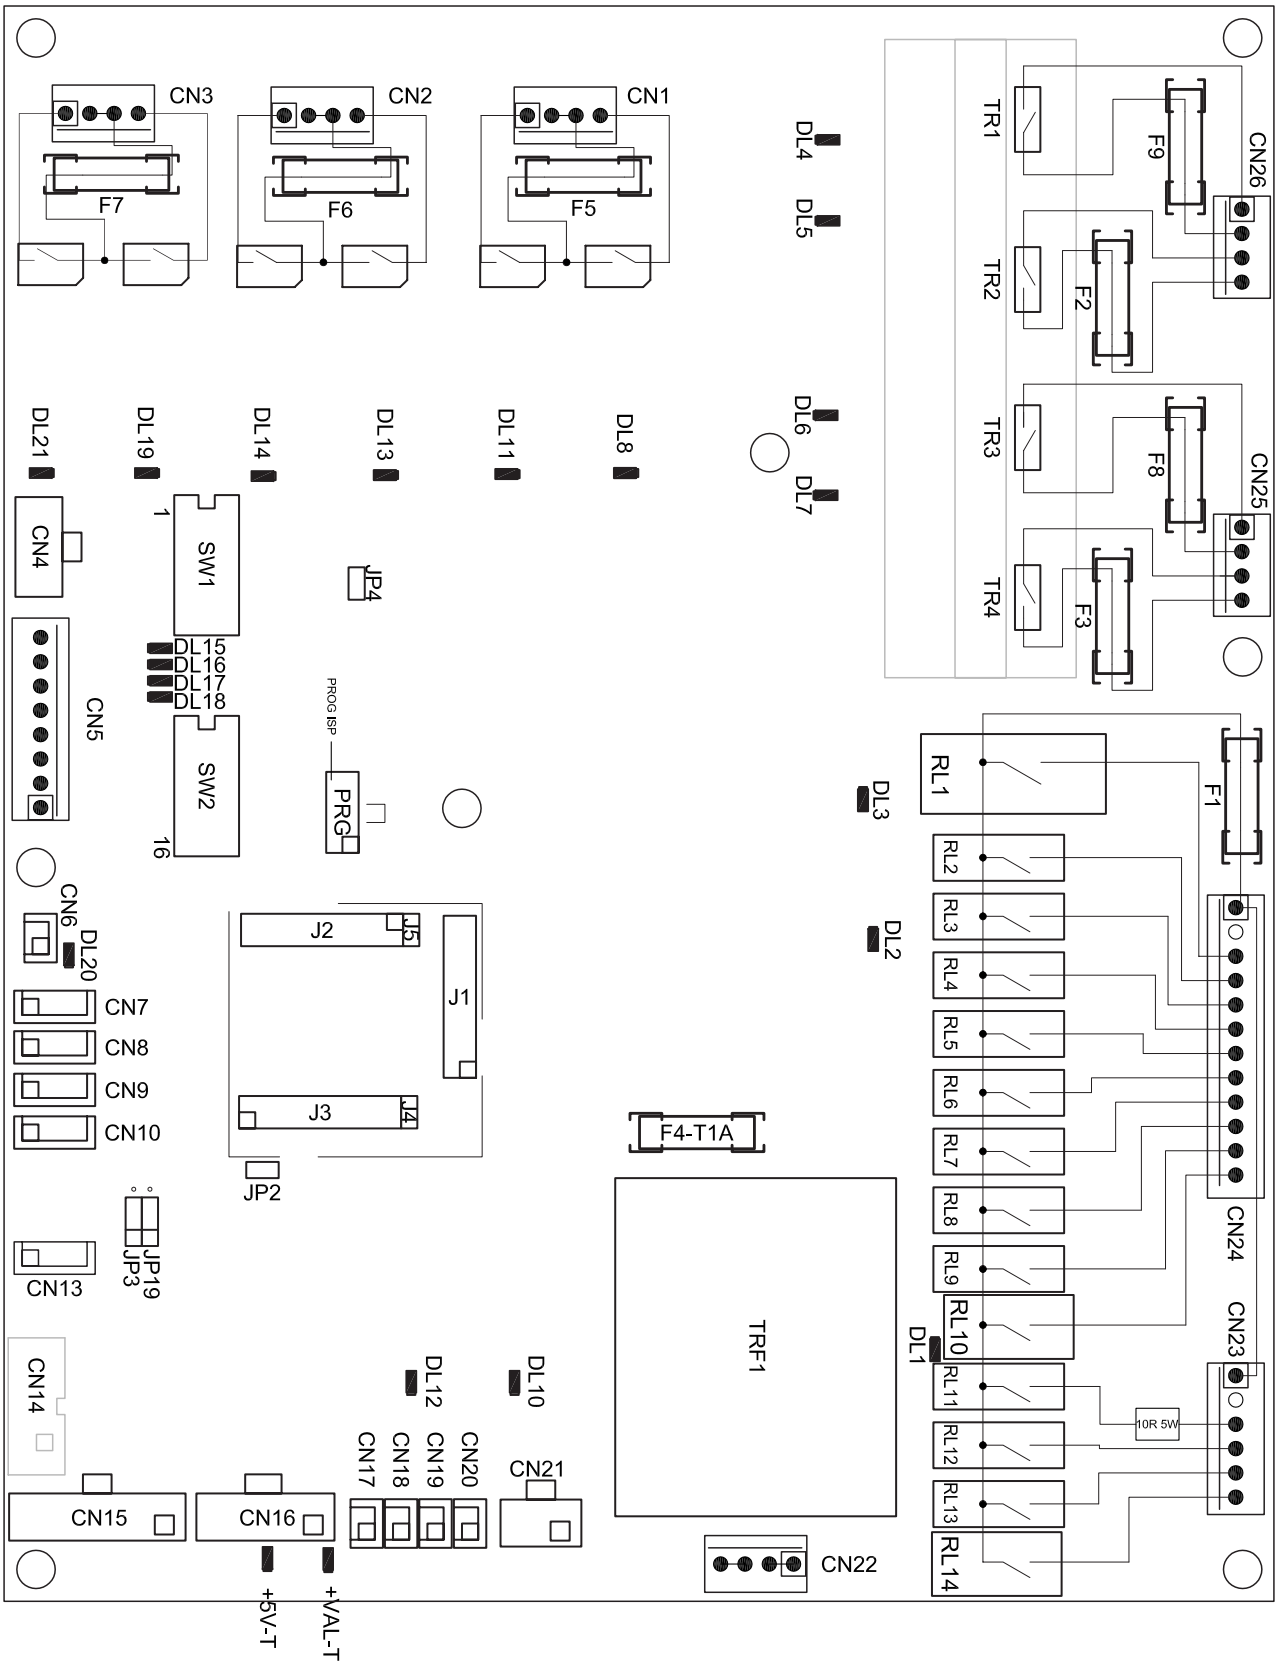 CN3
CN2
CN1
F7
F6
F5
DL4
DL5
TR1
F9
CN26
TR2
F2
DL21
DL19
DL14
DL13
DL11
DL8
DL6
DL7
TR3
F8
CN25
TR4
F3
CN4
1
SW1
JP4
DL15
DL16
DL17
DL18
CN5
SW2
16
PROG ISP
PRG
DL3
RL1
F1
RL2
RL3
RL4
RL5
RL6
RL7
RL8
RL9
RL10
RL11
RL12
RL13
RL14
DL2
CN6
DL20
J2
J5
J1
CN7
CN8
CN9
CN10
J3
J4
JP2
F4-T1A
JP3
JP19
CN13
CN24
CN23
TRF1
DL1
10R 5W
CN14
DL12
DL10
CN17
CN18
CN19
CN20
CN21
CN15
CN16
CN22
+5V-T
+VAL-T